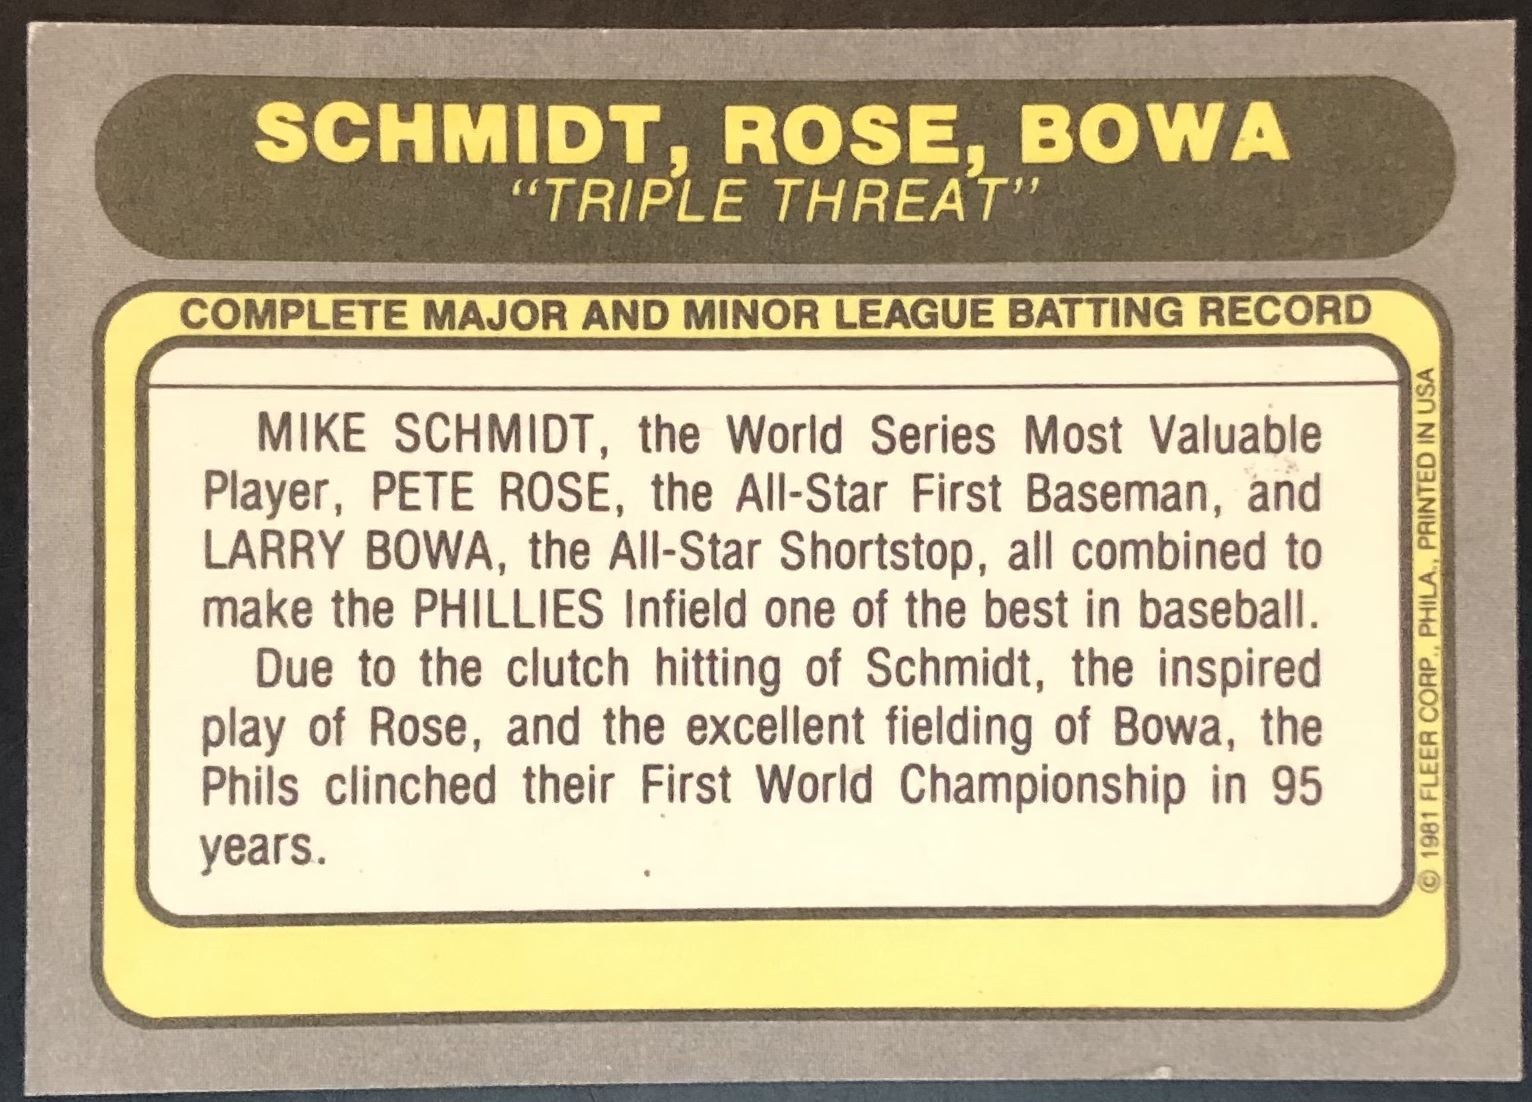 SCHMIDT, ROSE, BOWA
"TRIPLE THREAT"
COMPLETE MAJOR AND MINOR LEAGUE BATTING RECORD
MIKE SCHMIDT, the World Series Most Valuable
Player, PETE ROSE, the All-Star First Baseman, and
LARRY BOWA, the All-Star Shortstop, all combined to
make the PHILLIES Infield one of the best in baseball.
Due to the clutch hitting of Schmidt, the inspired
play of Rose, and the excellent fielding of Bowa, the
Phils clinched their First World Championship in 95
years.
© 1981 FLEER CORP., PHILA., PRINTED IN USA